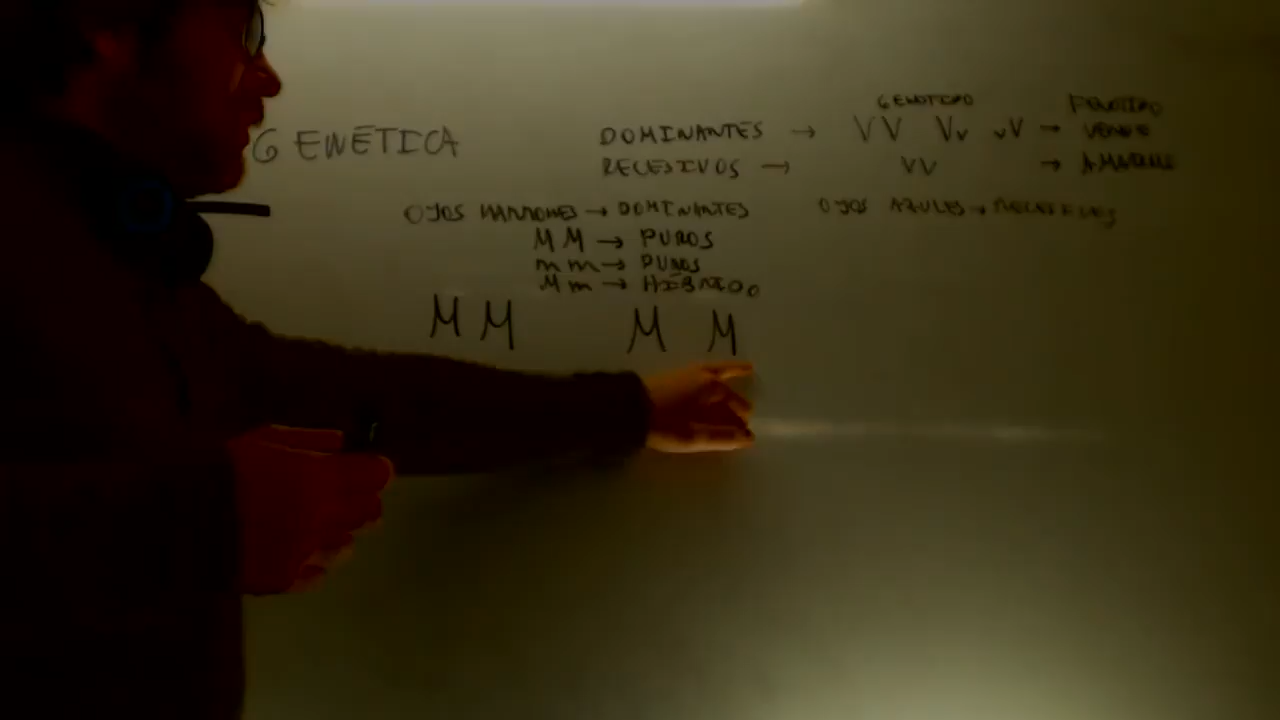 GENÉTICA
GENOTIPO FENOTIPO
DOMINANTES → VV Vv vV → VERDE
RECESIVOS → vv → AMARILLO
OJOS MARRONES → DOMINANTES OJOS AZULES → RECESIVOS
MM → PUROS
mm → PUROS
Mm → HÍBRIDO
MM M M